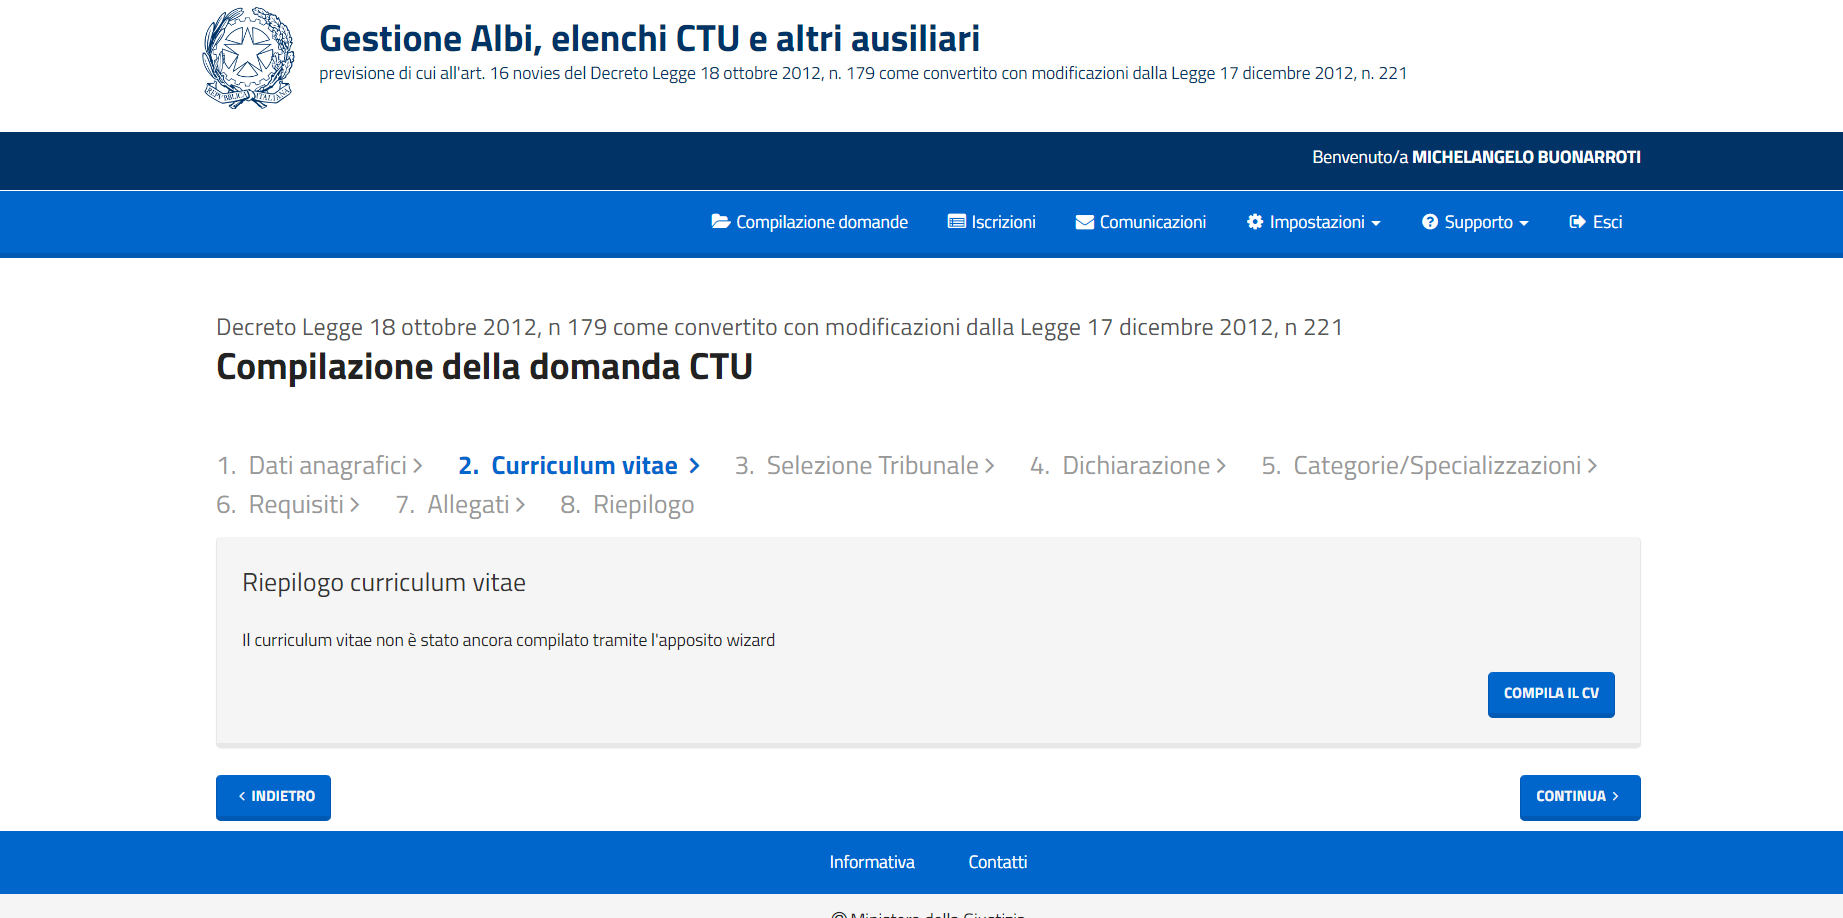 Gestione Albi, elenchi CTU e altri ausiliari
previsione di cui all'art. 16 novies del Decreto Legge 18 ottobre 2012, n. 179 come convertito con modificazioni dalla Legge 17 dicembre 2012, n. 221
REPVBBLICA ITALIANA
Benvenuto/a MICHELANGELO BUONARROTI
Compilazione domande Iscrizioni Comunicazioni Impostazioni Supporto Esci
Decreto Legge 18 ottobre 2012, n 179 come convertito con modificazioni dalla Legge 17 dicembre 2012, n 221
Compilazione della domanda CTU
1. Dati anagrafici > 2. Curriculum vitae > 3. Selezione Tribunale > 4. Dichiarazione > 5. Categorie/Specializzazioni >
6. Requisiti > 7. Allegati > 8. Riepilogo
Riepilogo curriculum vitae
Il curriculum vitae non è stato ancora compilato tramite l'apposito wizard
COMPILA IL CV
< INDIETRO
CONTINUA >
Informativa Contatti
@ Ministero della Giustizia